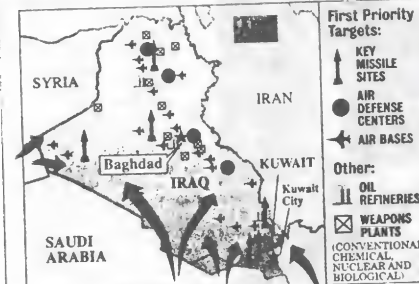 First Priority
Targets:
KEY
MISSILE
SITES
AIR
DEFENSE
CENTERS
AIR BASES
Other:
OIL
REFINERIES
WEAPONS
PLANTS
(CONVENTIONAL
CHEMICAL,
NUCLEAR AND
BIOLOGICAL)
SYRIA
IRAN
Baghdad
IRAQ
KUWAIT
Kuwait
City
SAUDI
ARABIA